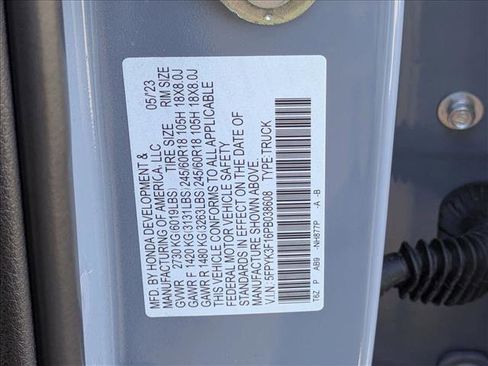 MFD. BY HONDA DEVELOPMENT &
MANUFACTURING OF AMERICA, LLC 05/23
TIRE SIZE RIM SIZE
GVWR 2730 KG(6019LBS)
GAWR F 1420 KG(3131LBS) 245/60R18 105H 18X8.0J
GAWR R 1480 KG(3263LBS) 245/60R18 105H 18X8.0J
THIS VEHICLE CONFORMS TO ALL APPLICABLE
FEDERAL MOTOR VEHICLE SAFETY
STANDARDS IN EFFECT ON THE DATE OF
MANUFACTURE SHOWN ABOVE.
V.I.N.: 5FPYK3F16PB038608 TYPE:TRUCK
T6Z P AB9 -NH877P -A -B